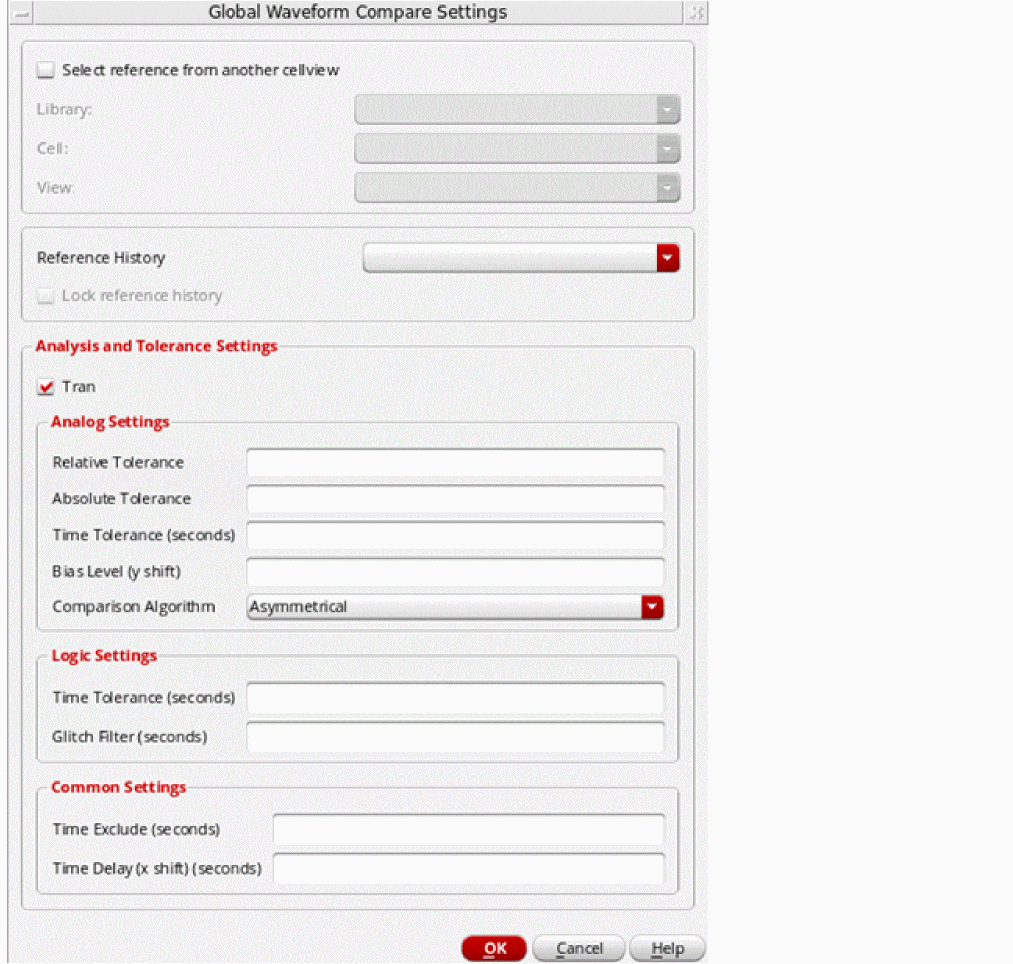 Global Waveform Compare Settings
Select reference from another cellview
Library:
Cell:
View:
Reference History
Lock reference history
Analysis and Tolerance Settings
Tran
Analog Settings
Relative Tolerance
Absolute Tolerance
Time Tolerance (seconds)
Bias Level (y shift)
Comparison Algorithm Asymmetrical
Logic Settings
Time Tolerance (seconds)
Glitch Filter (seconds)
Common Settings
Time Exclude (seconds)
Time Delay (x shift) (seconds)
OK Cancel Help